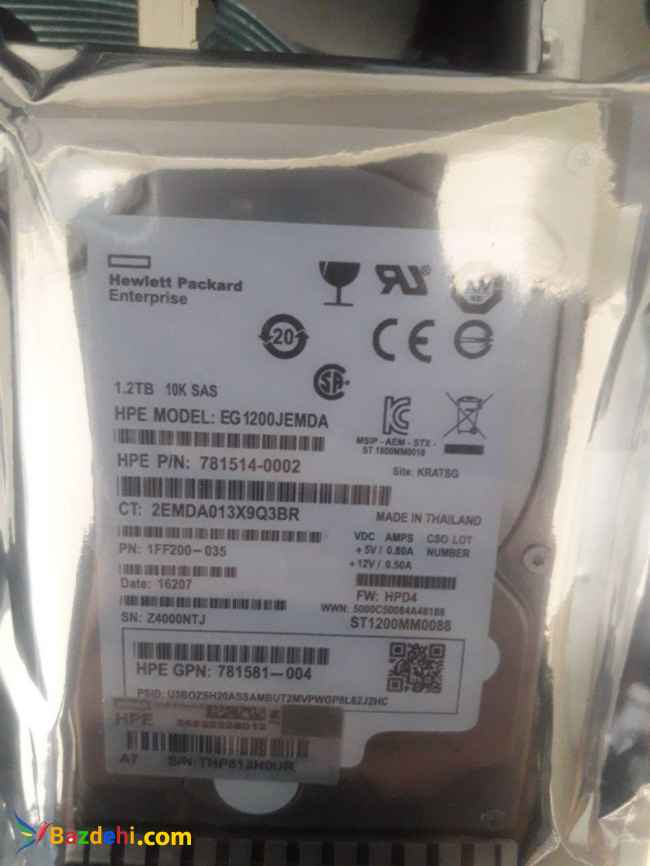 Hewlett Packard
Enterprise
20
1.2TB 10K SAS
HPE MODEL: EG1200JEMDA
MSIP - AEM - STX -
HPE P/N: 781514-0002
Site: KRATSG
CT: 2EMDA013X9Q3BR
MADE IN THAILAND
PN: 1FF200-035
VDC AMPS CSO LOT
+5V / 0.80A NUMBER
+12V / 0.50A
Date: 16207
FW: HPD4
SN: Z4000NTJ
ST1200MM0088
HPE GPN: 781581-004
HPE
A7
Bazdehi.com